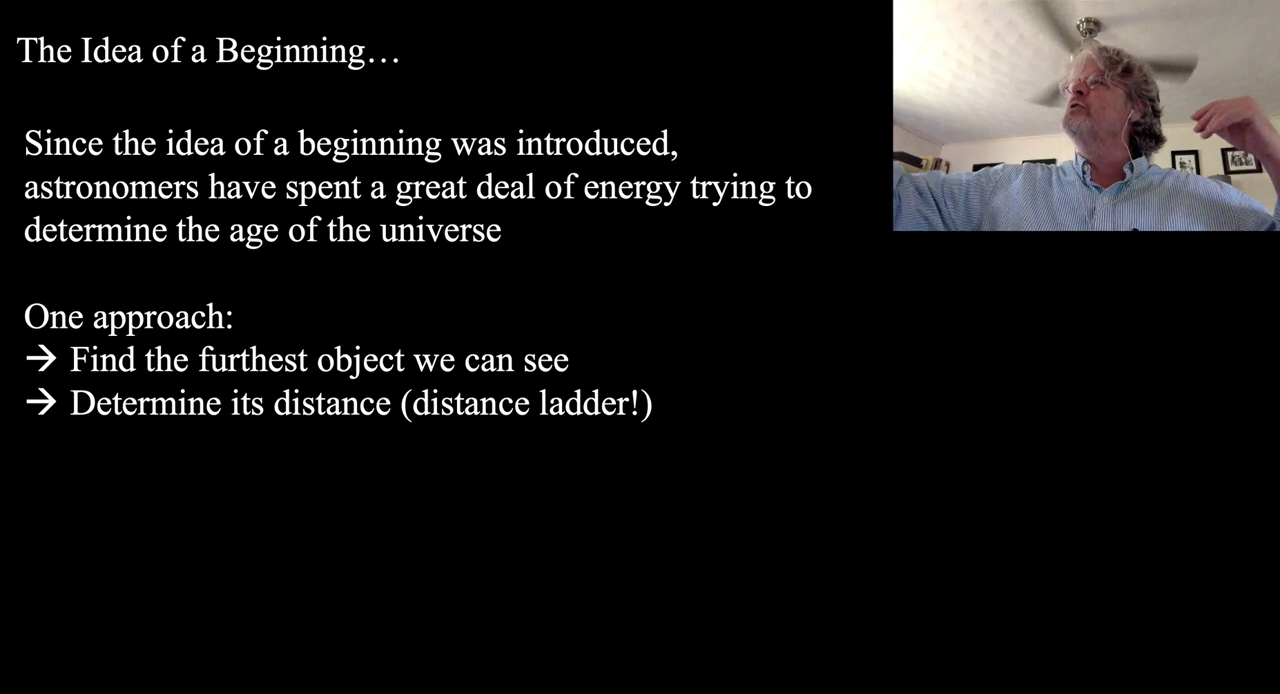 The Idea of a Beginning…
Since the idea of a beginning was introduced,
astronomers have spent a great deal of energy trying to
determine the age of the universe
One approach:
→ Find the furthest object we can see
→ Determine its distance (distance ladder!)